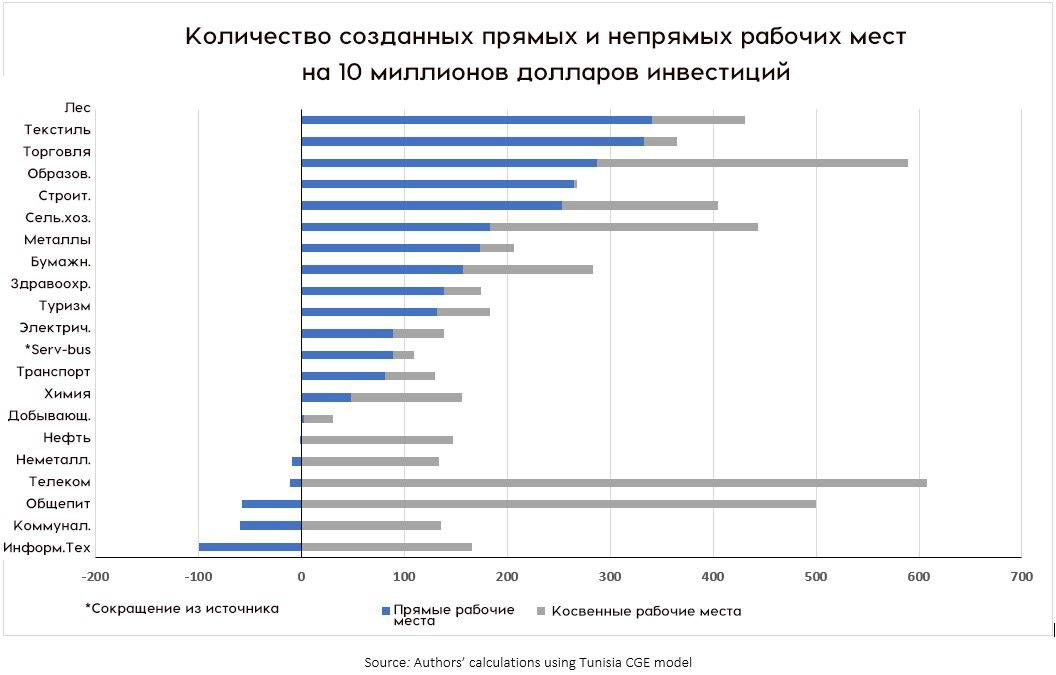 Количество созданных прямых и непрямых рабочих мест
на 10 миллионов долларов инвестиций
Лес
Текстиль
Торговля
Образов.
Строит.
Сель.хоз.
Металлы
Бумажн.
Здравоохр.
Туризм
Электрич.
*Serv-bus
Транспорт
Химия
Добывающ.
Нефть
Неметалл.
Телеком
Общепит
Коммунал.
Информ.Тех
-200 -100 0 100 200 300 400 500 600 700
*Сокращение из источника
Прямые рабочие
места
Косвенные рабочие места
Source: Authors' calculations using Tunisia CGE model